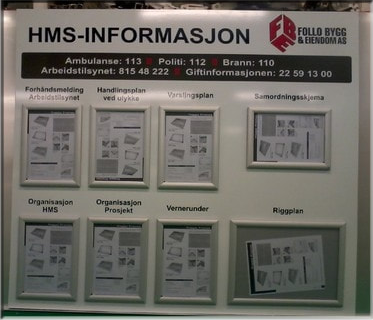 HMS-INFORMASJON
FBE
FOLLO BYGG
& EIENDOM AS
Ambulanse: 113 Politi: 112 Brann: 110
Arbeidstilsynet: 815 48 222 Giftinformasjonen: 22 59 13 00
Forhåndsmelding
Arbeidstilsynet
Handlingsplan
ved ulykke
Varslingsplan
Samordningsskjema
Organisasjon
HMS
Organisasjon
Prosjekt
Vernerunder
Riggplan